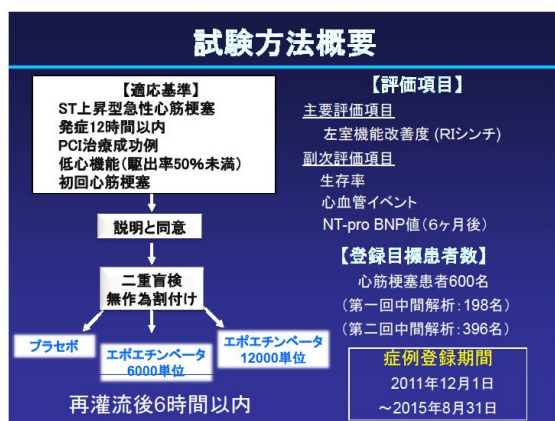 試験方法概要
【適応基準】
ST上昇型急性心筋梗塞
発症12時間以内
PCI治療成功例
低心機能(駆出率50%未満)
初回心筋梗塞
説明と同意
二重盲検
無作為割付け
プラセボ
エポエチンベータ
6000単位
エポエチンベータ
12000単位
再灌流後6時間以内
【評価項目】
主要評価項目
左室機能改善度 (RIシンチ)
副次評価項目
生存率
心血管イベント
NT-pro BNP値(6ヶ月後)
【登録目標患者数】
心筋梗塞患者600名
(第一回中間解析:198名)
(第二回中間解析:396名)
症例登録期間
2011年12月1日
~2015年8月31日